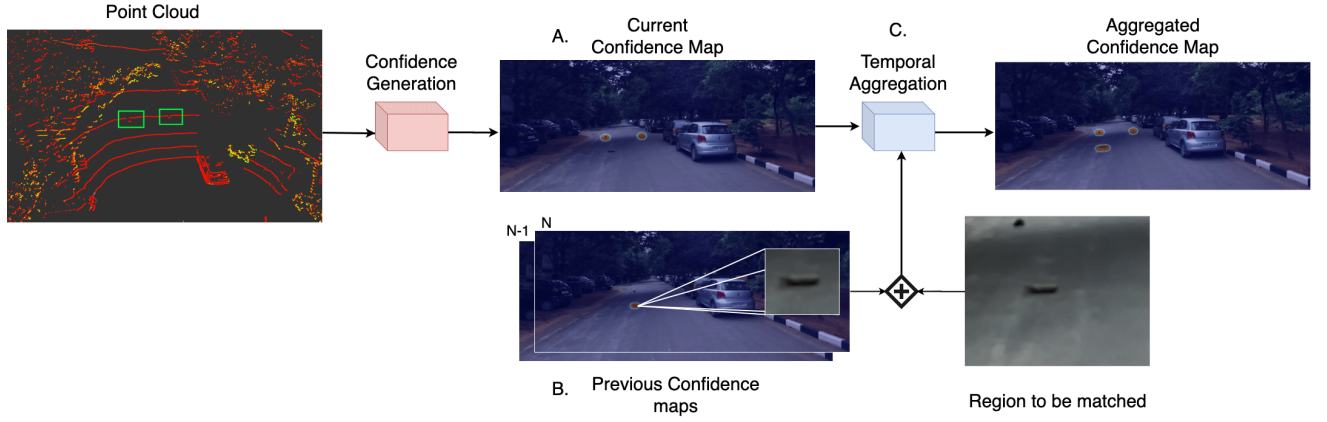 Point Cloud
Confidence
Generation
A.
Current
Confidence Map
C.
Temporal
Aggregation
Aggregated
Confidence Map
N-1
N
B.
Previous Confidence
maps
Region to be matched